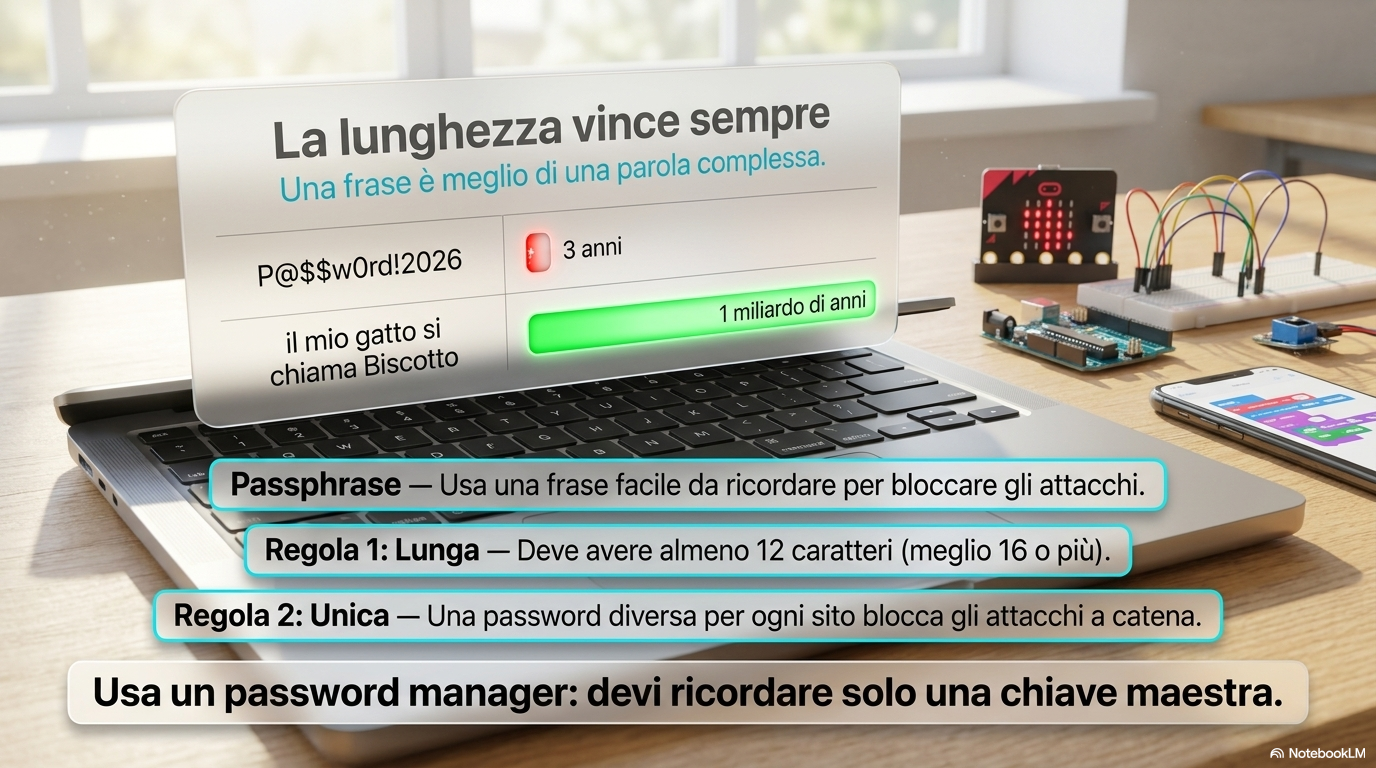 La lunghezza vince sempre
Una frase è meglio di una parola complessa.
P@$$w0rd!2026
3 anni
il mio gatto si
chiama Biscotto
1 miliardo di anni
Passphrase — Usa una frase facile da ricordare per bloccare gli attacchi.
Regola 1: Lunga — Deve avere almeno 12 caratteri (meglio 16 o più).
Regola 2: Unica — Una password diversa per ogni sito blocca gli attacchi a catena.
Usa un password manager: devi ricordare solo una chiave maestra.
NotebookLM